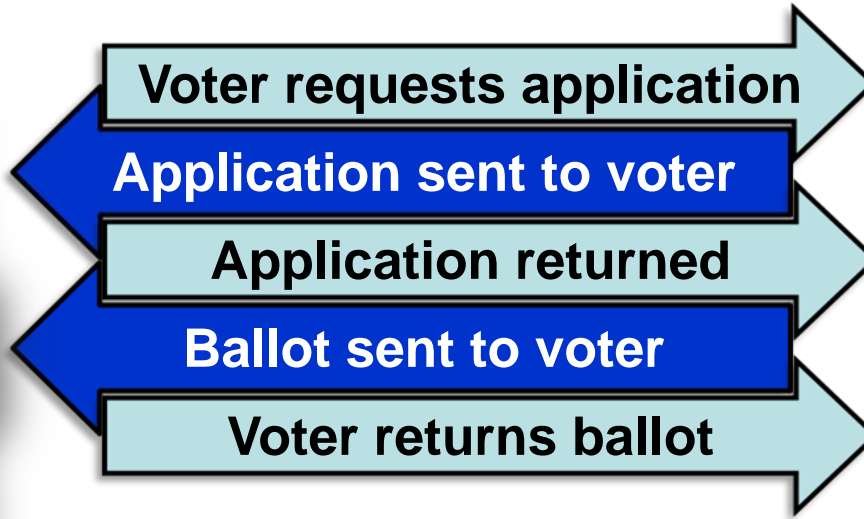 Voter requests application
Application sent to voter
Application returned
Ballot sent to voter
Voter returns ballot